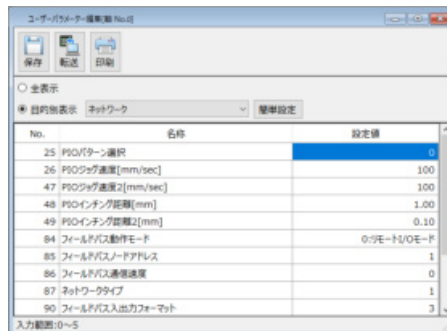 ユーザーパラメーター編集[軸 No.0]
保存 転送 印刷
全表示
目的別表示 ネットワーク 簡単設定
No. 名称 設定値
25 PIOパターン選択 0
26 PIOジョグ速度[mm/sec] 100
47 PIOジョグ速度2[mm/sec] 100
48 PIOインチング距離[mm] 1.00
49 PIOインチング距離2[mm] 0.10
84 フィールドバス動作モード 0:リモートI/Oモード
85 フィールドバスノードアドレス 1
86 フィールドバス通信速度 0
87 ネットワークタイプ 1
90 フィールドバス入出力フォーマット 3
入力範囲:0~5